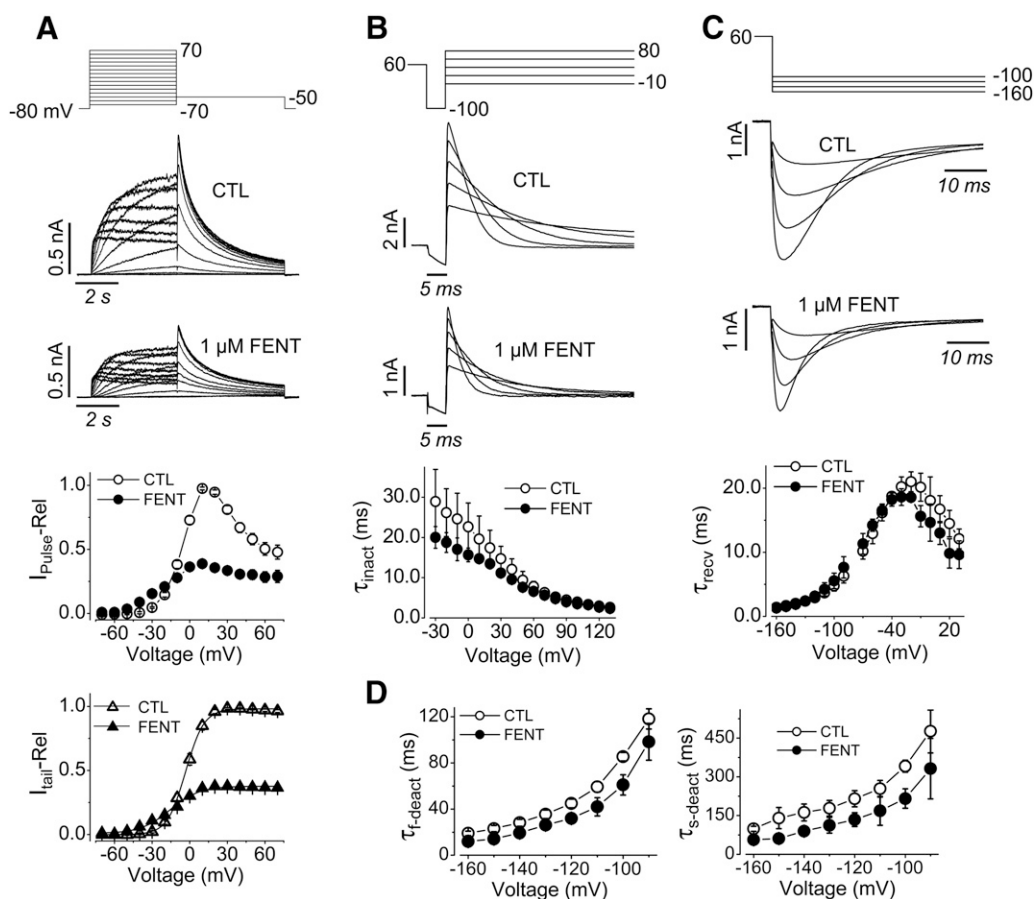 A
70
-80 mV
-70
-50
CTL
0.5 nA
2 s
1 µM FENT
0.5 nA
2 s
CTL
FENT
I Pulse-Rel
1.0
0.5
0.0
-60 -30 0 30 60
Voltage (mV)
CTL
FENT
I tail-Rel
1.0
0.5
0.0
-60 -30 0 30 60
Voltage (mV)
B
60
80
-10
-100
CTL
2 nA
5 ms
1 µM FENT
1 nA
5 ms
CTL
FENT
τ inact (ms)
30.0
20.0
10.0
0.0
-30 0 30 60 90 120
Voltage (mV)
C
60
-100
-160
CTL
1 nA
10 ms
1 µM FENT
1 nA
10 ms
CTL
FENT
τ recv (ms)
20.0
10.0
0.0
-160 -100 -40 20
Voltage (mV)
D
CTL
FENT
τ f-deact (ms)
120
80
40
0
-160 -140 -120 -100
Voltage (mV)
CTL
FENT
τ s-deact (ms)
450
300
150
0
-160 -140 -120 -100
Voltage (mV)